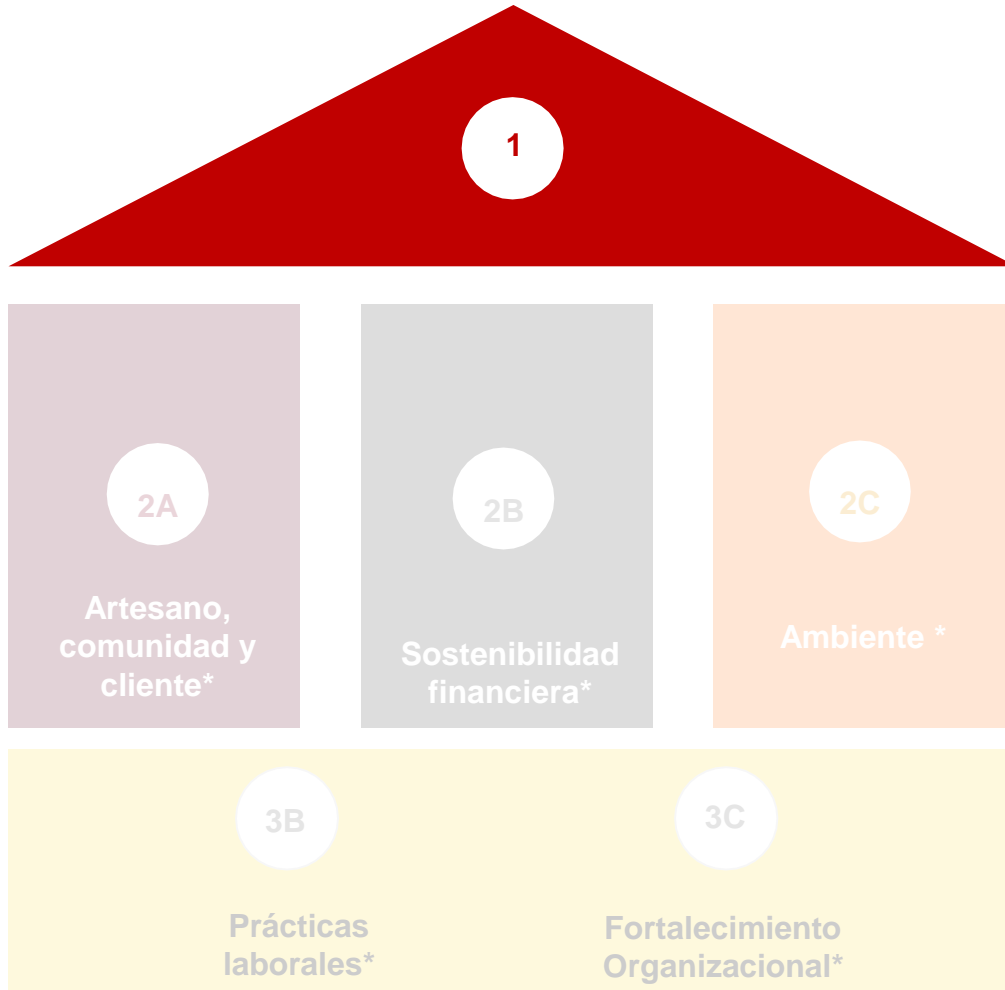 1
2A
2B
2C
Artesano,
comunidad y
cliente*
Sostenibilidad
financiera*
Ambiente *
3B
3C
Prácticas
laborales*
Fortalecimiento
Organizacional*